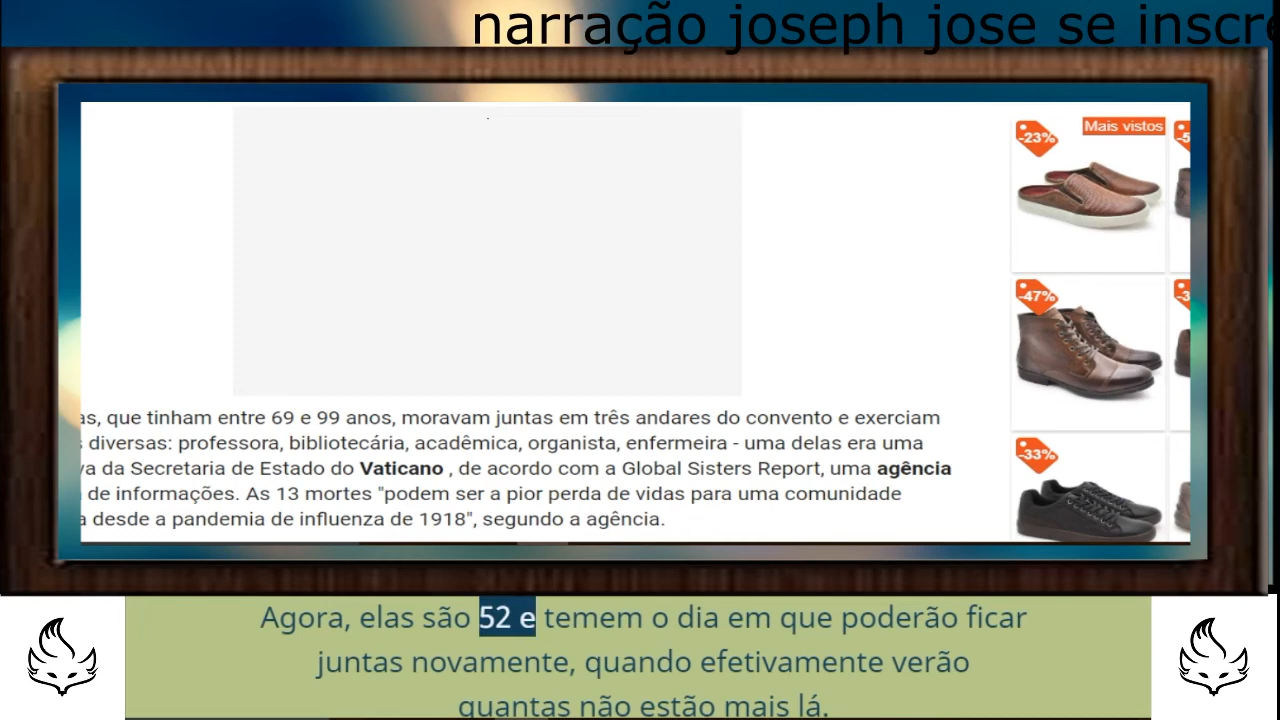 narração joseph jose se inscre
-23%
Mais vistos
-47%
-33%
as, que tinham entre 69 e 99 anos, moravam juntas em três andares do convento e exerciam
diversas: professora, bibliotecária, acadêmica, organista, enfermeira - uma delas era uma
va da Secretaria de Estado do Vaticano , de acordo com a Global Sisters Report, uma agência
de informações. As 13 mortes "podem ser a pior perda de vidas para uma comunidade
a desde a pandemia de influenza de 1918", segundo a agência.
Agora, elas são 52 e temem o dia em que poderão ficar
juntas novamente, quando efetivamente verão
quantas não estão mais lá.